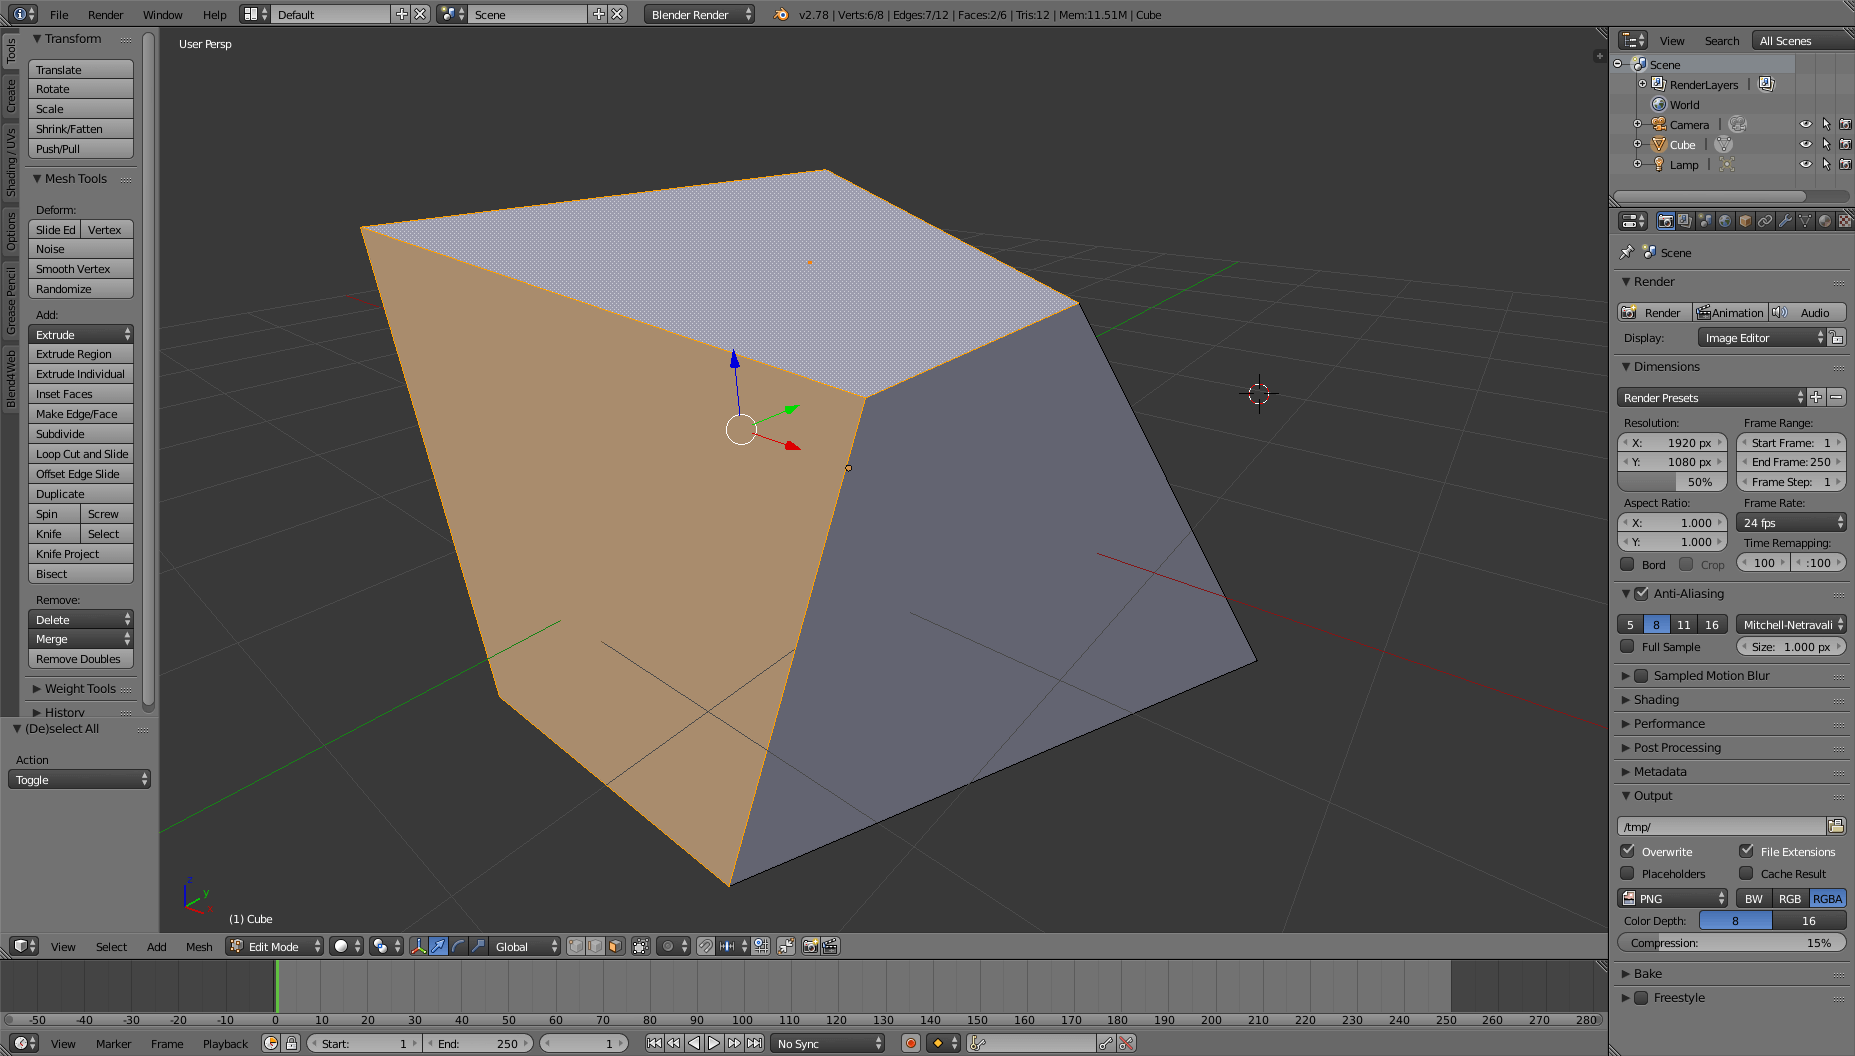 File Render Window Help Default Scene Blender Render v2.78 | Verts:6/8 | Edges:7/12 | Faces:2/6 | Tris:12 | Mem:11.51M | Cube
Tools
Create
Shading / UVs
Options
Grease Pencil
Blend4Web
Transform
Translate
Rotate
Scale
Shrink/Fatten
Push/Pull
Mesh Tools
Deform:
Slide Ed Vertex
Noise
Smooth Vertex
Randomize
Add:
Extrude
Extrude Region
Extrude Individual
Inset Faces
Make Edge/Face
Subdivide
Loop Cut and Slide
Offset Edge Slide
Duplicate
Spin Screw
Knife Select
Knife Project
Bisect
Remove:
Delete
Merge
Remove Doubles
Weight Tools
History
(De)select All
Action
Toggle
User Persp
z
y
x
(1) Cube
View Select Add Mesh Edit Mode Global
View Search All Scenes
Scene
RenderLayers |
World
Camera |
Cube |
Lamp |
Scene
Render
Render Animation Audio
Display: Image Editor
Dimensions
Render Presets
Resolution: Frame Range:
X: 1920 px Start Frame: 1
Y: 1080 px End Frame: 250
50% Frame Step: 1
Aspect Ratio: Frame Rate:
X: 1.000 24 fps
Y: 1.000 Time Remapping:
Bord Crop 100 :100
Anti-Aliasing
5 8 11 16 Mitchell-Netravali
Full Sample Size: 1.000 px
Sampled Motion Blur
Shading
Performance
Post Processing
Metadata
Output
/tmp/
Overwrite File Extensions
Placeholders Cache Result
PNG BW RGB RGBA
Color Depth: 8 16
Compression: 15%
Bake
Freestyle
-50 -40 -30 -20 -10 0 10 20 30 40 50 60 70 80 90 100 110 120 130 140 150 160 170 180 190 200 210 220 230 240 250 260 270 280
View Marker Frame Playback Start: 1 End: 250 1 No Sync